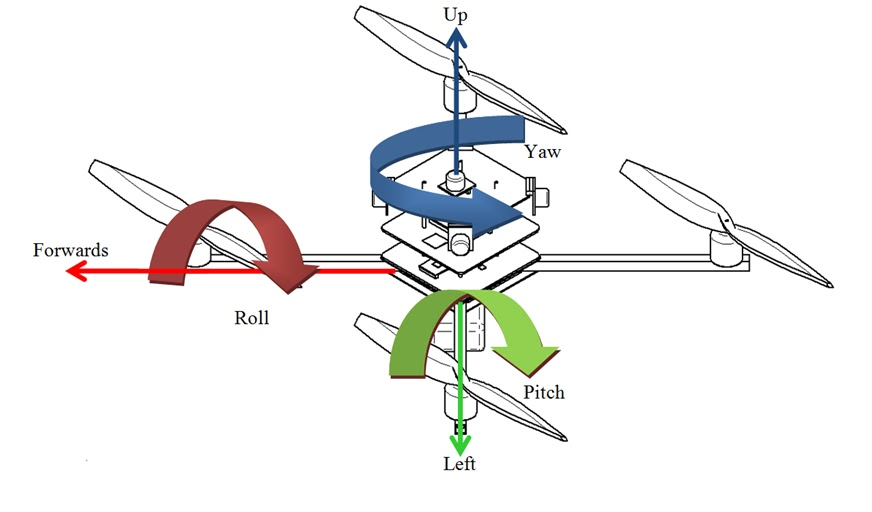 Up
Yaw
Forwards
Roll
Pitch
Left